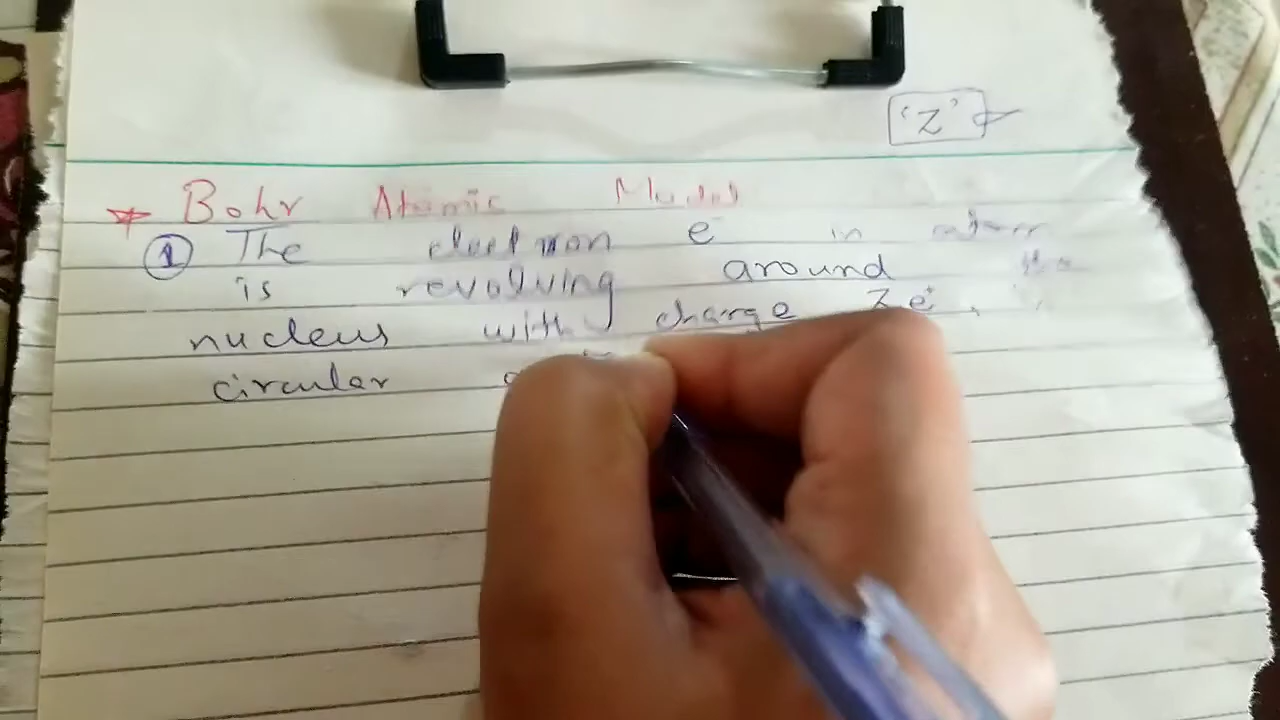 'Z'
Bohr Atomic Model
① The electron e⁻ in atom
is revolving around the
nucleus with charge Ze⁺,
circular